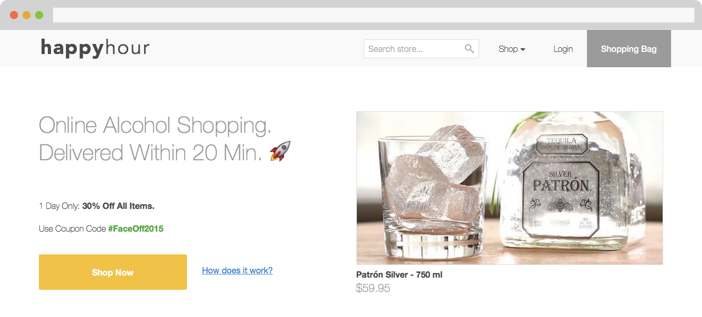 happyhour
Search store...
Shop
Login
Shopping Bag
Online Alcohol Shopping.
Delivered Within 20 Min. 🚀
1 Day Only: 30% Off All Items.
Use Coupon Code #FaceOff2015
Shop Now
How does it work?
TEQUILA
SILVER
PATRÓN
Patrón Silver - 750 ml
$59.95